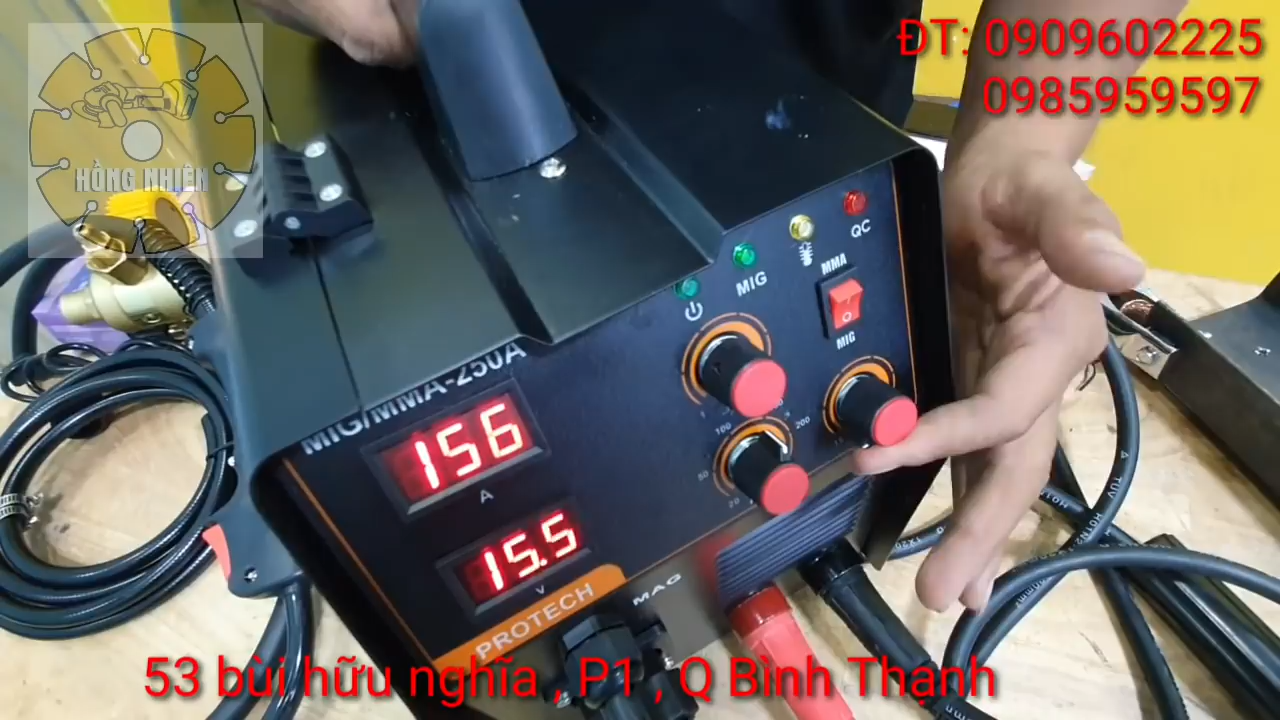 ĐT: 0909602225
0985959597
HỒNG NHIÊN
QC
MMA
MIG
MIG
MIG/MMA-250A
156
A
100
200
50
20
15.5
V
MAG
PROTECH
TUV
53 bùi hữu nghĩa , P1 , Q Bình Thạnh